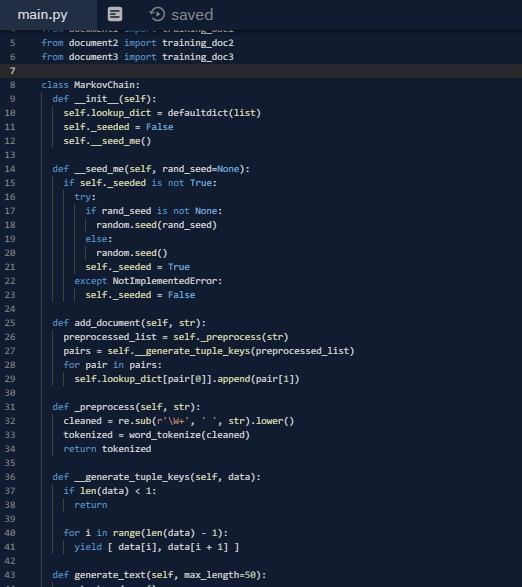 main.py saved
4 from document1 import training_doc1
5 from document2 import training_doc2
6 from document3 import training_doc3
7
8 class MarkovChain:
9   def __init__(self):
10     self.lookup_dict = defaultdict(list)
11     self._seeded = False
12     self.__seed_me()
13
14   def __seed_me(self, rand_seed=None):
15     if self._seeded is not True:
16       try:
17         if rand_seed is not None:
18           random.seed(rand_seed)
19         else:
20           random.seed()
21         self._seeded = True
22       except NotImplementedError:
23         self._seeded = False
24
25   def add_document(self, str):
26     preprocessed_list = self._preprocess(str)
27     pairs = self.__generate_tuple_keys(preprocessed_list)
28     for pair in pairs:
29       self.lookup_dict[pair[0]].append(pair[1])
30
31   def _preprocess(self, str):
32     cleaned = re.sub(r'\W+', ' ', str).lower()
33     tokenized = word_tokenize(cleaned)
34     return tokenized
35
36   def __generate_tuple_keys(self, data):
37     if len(data) < 1:
38       return
39
40     for i in range(len(data) - 1):
41       yield [ data[i], data[i + 1] ]
42
43   def generate_text(self, max_length=50):